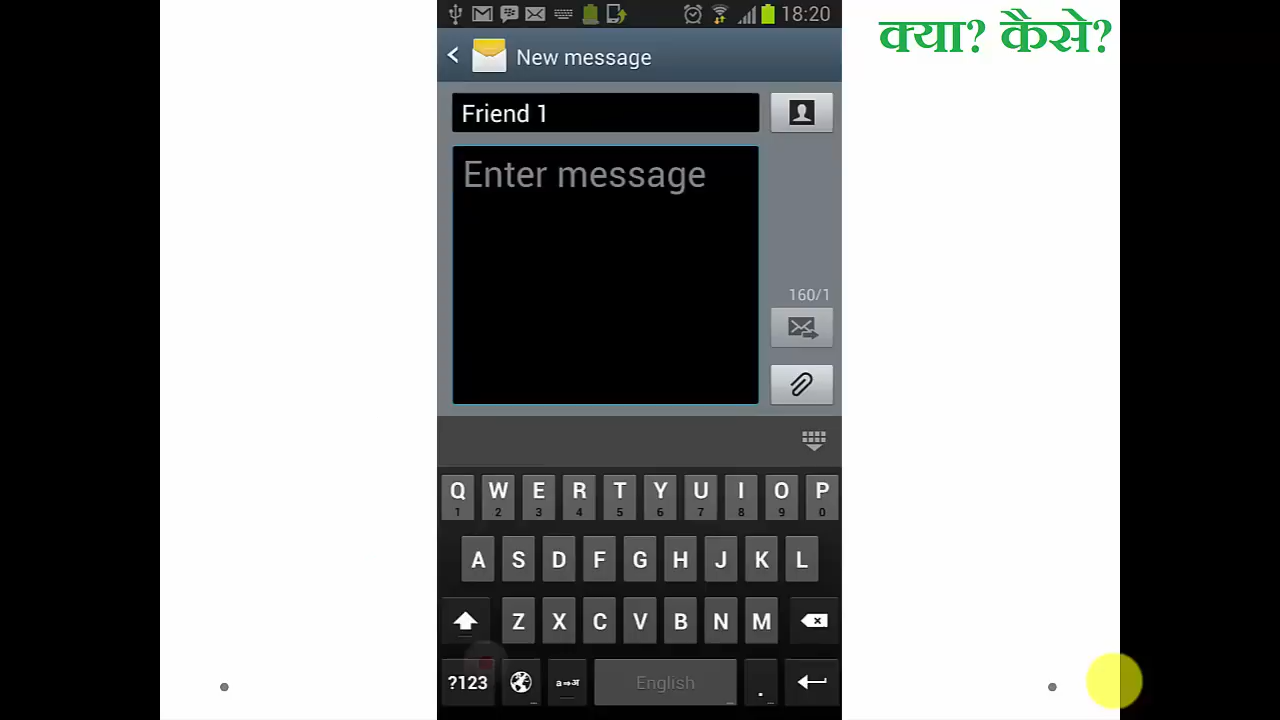 18:20
क्या? कैसे?
New message
Friend 1
Enter message
160/1
Q W E R T Y U I O P
1 2 3 4 5 6 7 8 9 0
A S D F G H J K L
Z X C V B N M
?123 a⇒अ English .